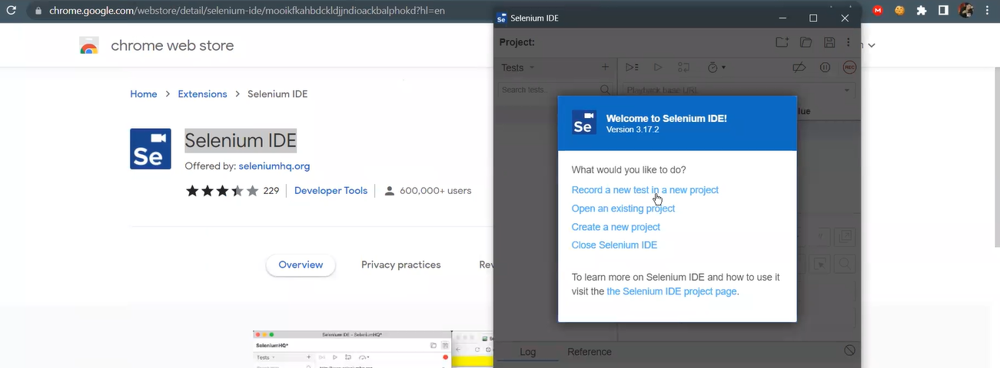 chrome.google.com/webstore/detail/selenium-ide/mooikfkahbdckldjjndioackbalphokd?hl=en
chrome web store
Home > Extensions > Selenium IDE
Se
Selenium IDE
Offered by: seleniumhq.org
229 Developer Tools 600,000+ users
Overview Privacy practices Rev
Selenium IDE - SeleniumHQ*
SeleniumHQ*
Tests
Se Selenium IDE
Project:
Tests
REC
Search tests...
Playback base URL
Se
Welcome to Selenium IDE!
Version 3.17.2
What would you like to do?
Record a new test in a new project
Open an existing project
Create a new project
Close Selenium IDE
To learn more on Selenium IDE and how to use it
visit the the Selenium IDE project page.
Log Reference